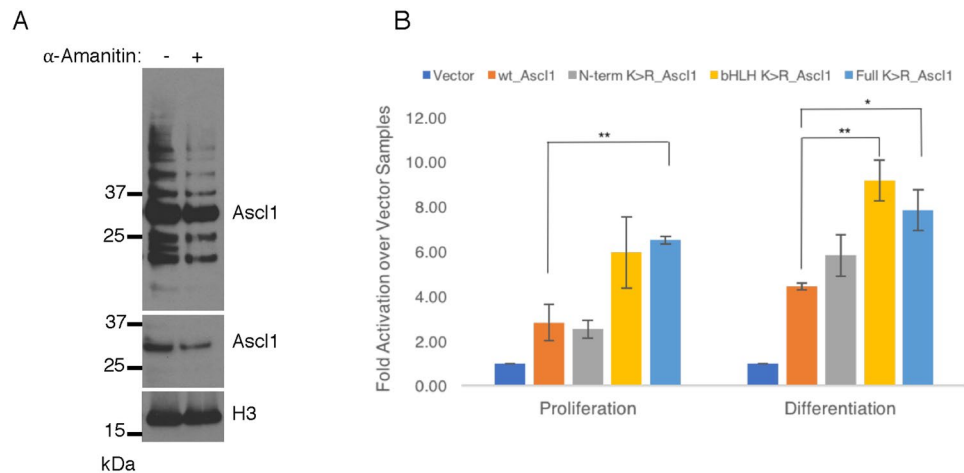 A
α-Amanitin: - +
37
Ascl1
25
37
Ascl1
25
H3
15
kDa
B
Vector wt_Ascl1 N-term K>R_Ascl1 bHLH K>R_Ascl1 Full K>R_Ascl1
Fold Activation over Vector Samples
12.00
10.00
8.00
6.00
4.00
2.00
0.00
**
*
**
Proliferation Differentiation